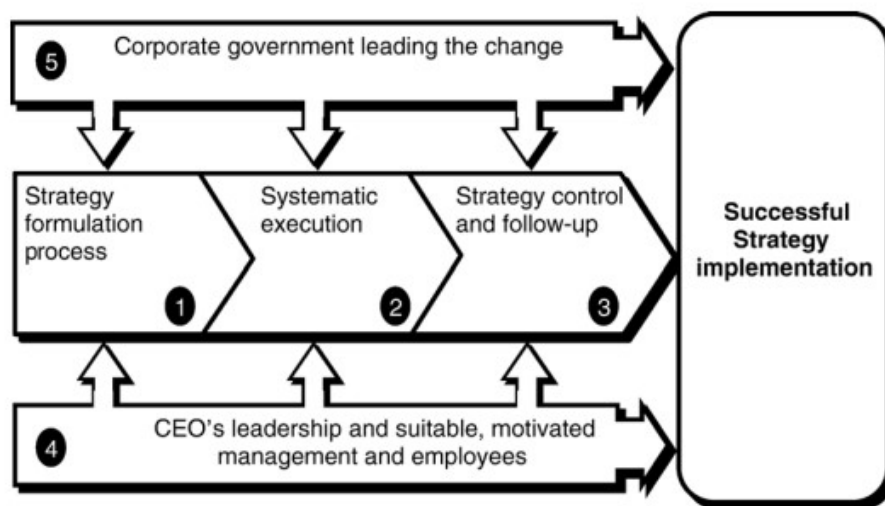 Corporate government leading the change
5
Strategy
formulation
process
1
Systematic
execution
2
Strategy control
and follow-up
3
Successful
Strategy
implementation
4
CEO's leadership and suitable, motivated
management and employees